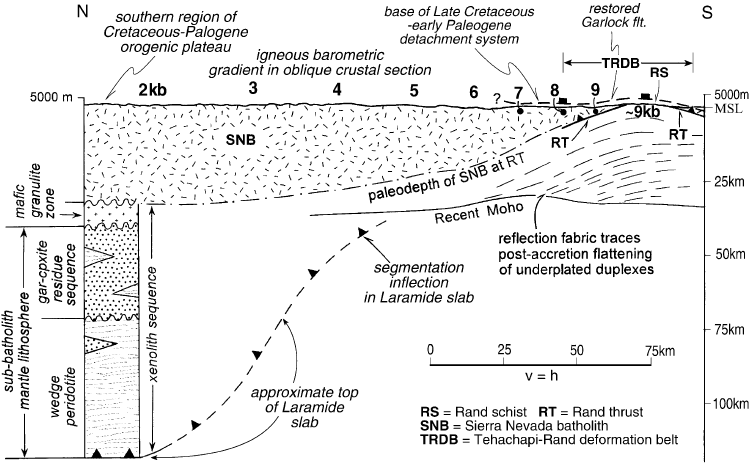 N
S
southern region of
Cretaceous-Palogene
orogenic plateau
base of Late Cretaceous
-early Paleogene
detachment system
restored
Garlock flt.
igneous barometric
gradient in oblique crustal section
TRDB
RS
2kb 3 4 5 6 7 8 9
?
5000 m
5000m
MSL
~9kb
SNB
RT
RT
paleodepth of SNB at RT
mafic
granulite
zone
25km
Recent Moho
reflection fabric traces
post-accretion flattening
of underplated duplexes
gar-cpxite
residue
sequence
xenolith sequence
segmentation
inflection
in Laramide slab
50km
sub-batholith
mantle lithosphere
wedge
peridotite
75km
0 25 50 75km
v = h
approximate top
of Laramide
slab
100km
RS = Rand schist RT = Rand thrust
SNB = Sierra Nevada batholith
TRDB = Tehachapi-Rand deformation belt